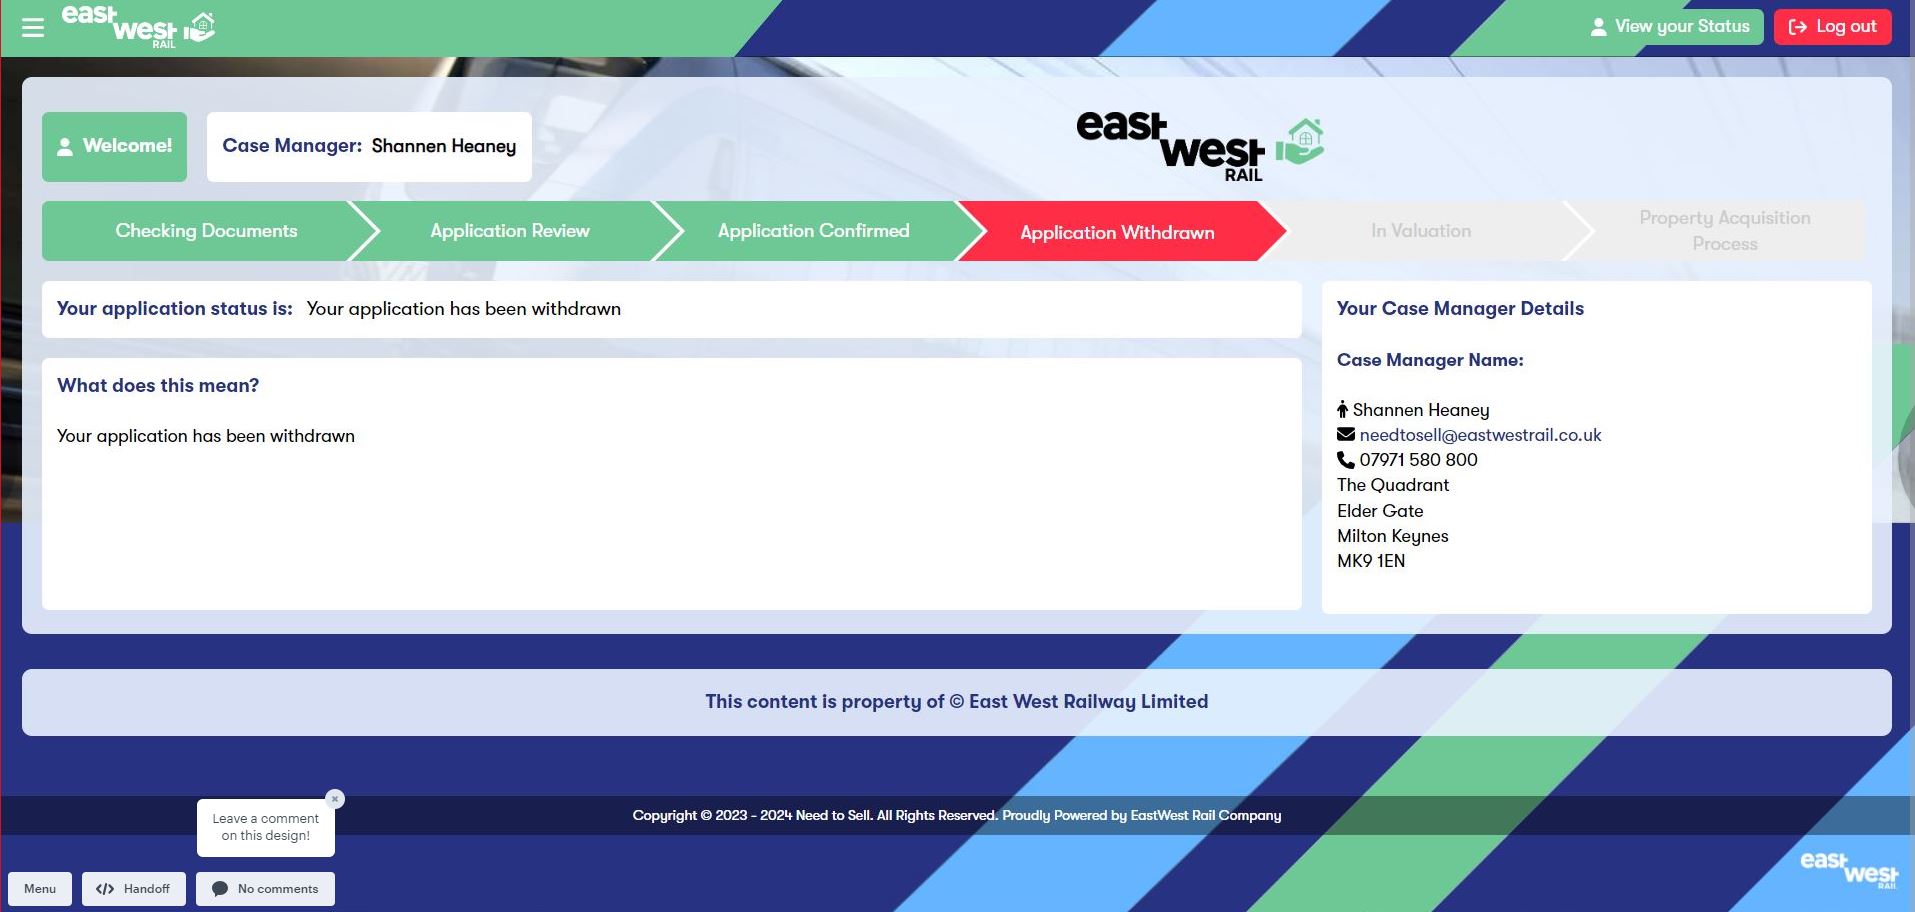 east
west
RAIL
View your Status
Log out
Welcome!
Case Manager: Shannen Heaney
east
west
RAIL
Checking Documents
Application Review
Application Confirmed
Application Withdrawn
In Valuation
Property Acquisition
Process
Your application status is: Your application has been withdrawn
What does this mean?
Your application has been withdrawn
Your Case Manager Details
Case Manager Name:
Shannen Heaney
needtosell@eastwestrail.co.uk
07971 580 800
The Quadrant
Elder Gate
Milton Keynes
MK9 1EN
This content is property of © East West Railway Limited
Copyright © 2023 - 2024 Need to Sell. All Rights Reserved. Proudly Powered by EastWest Rail Company
Leave a comment
on this design!
Menu
Handoff
No comments
east
west
RAIL